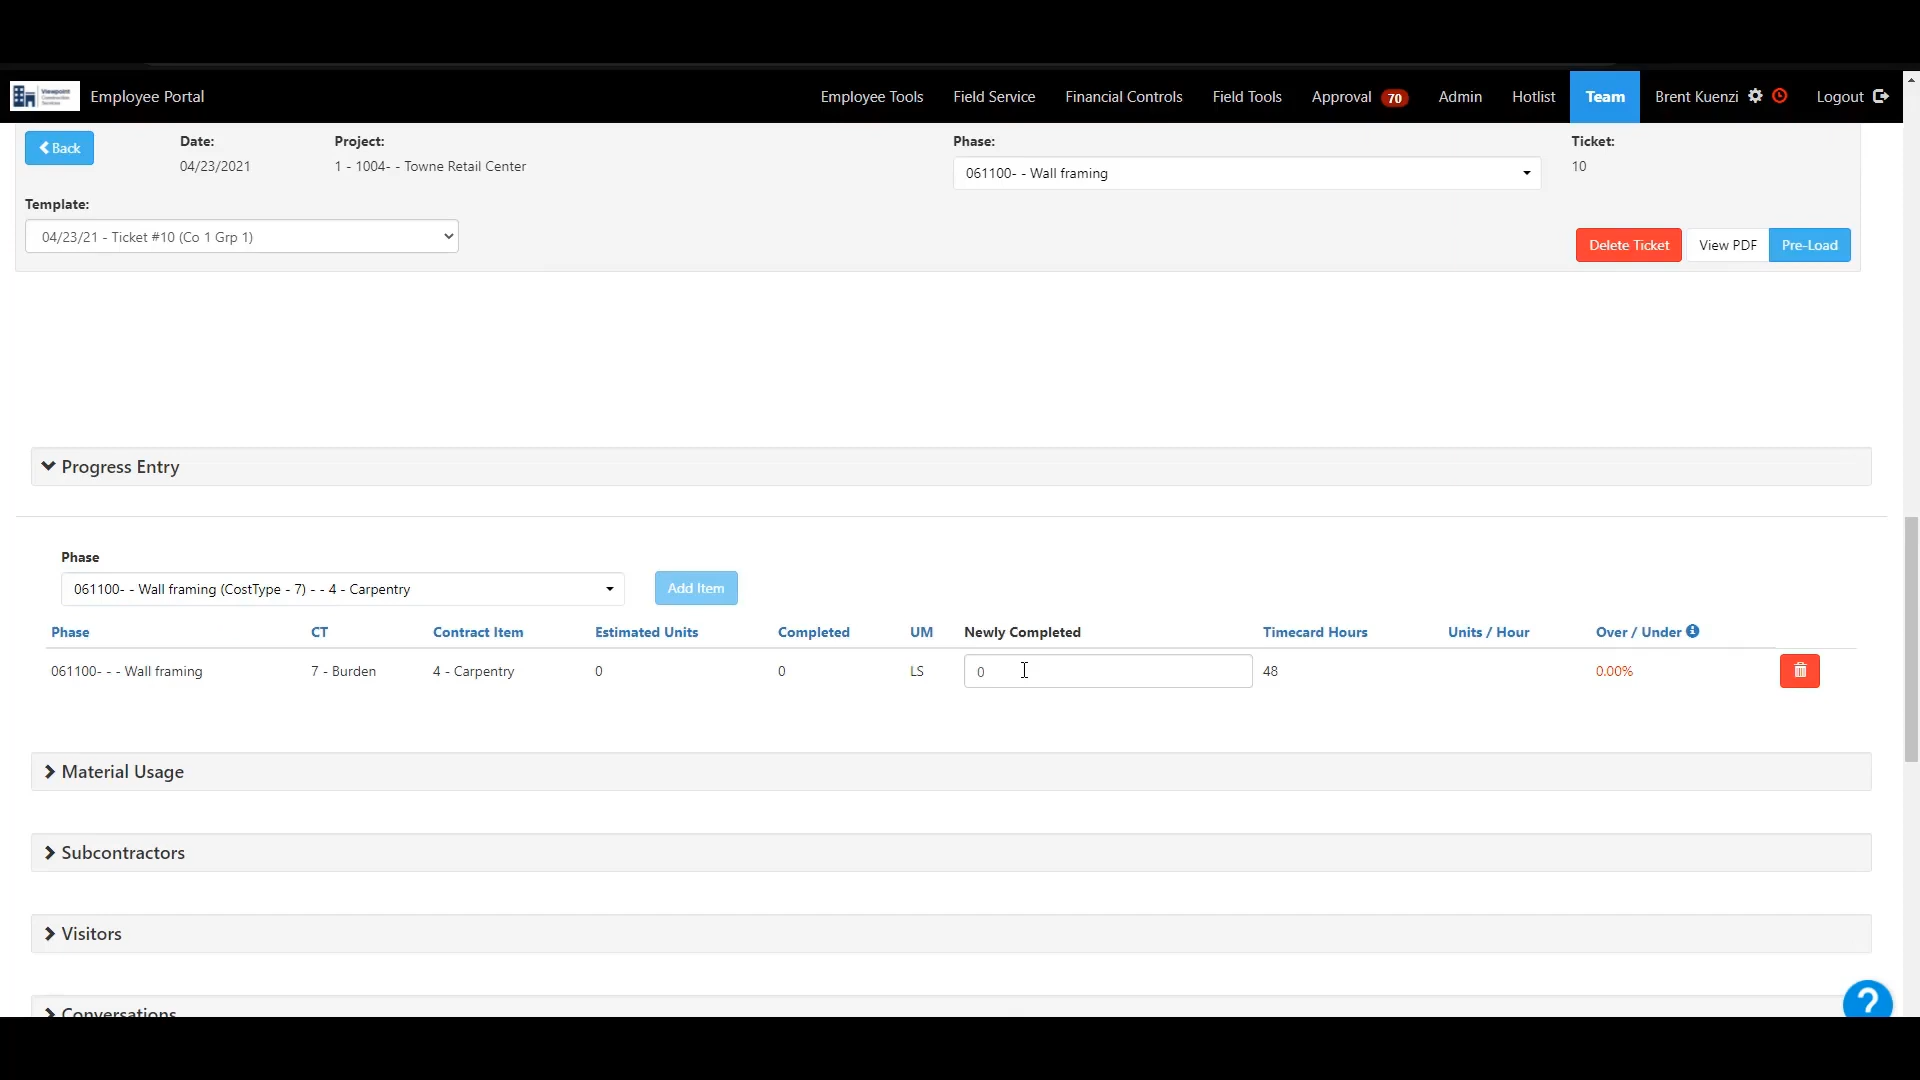 Viewpoint Construction Services
Employee Portal
Employee Tools
Field Service
Financial Controls
Field Tools
Approval 70
Admin
Hotlist
Team
Brent Kuenzi
Logout
Back
Date:
04/23/2021
Project:
1 - 1004- - Towne Retail Center
Phase:
061100- - Wall framing
Ticket:
10
Template:
04/23/21 - Ticket #10 (Co 1 Grp 1)
Delete Ticket
View PDF
Pre-Load
Progress Entry
Phase
061100- - Wall framing (CostType - 7) - - 4 - Carpentry
Add Item
Phase CT Contract Item Estimated Units Completed UM Newly Completed Timecard Hours Units / Hour Over / Under
061100- - - Wall framing 7 - Burden 4 - Carpentry 0 0 LS 0 48 0.00%
Material Usage
Subcontractors
Visitors
Conversations
?